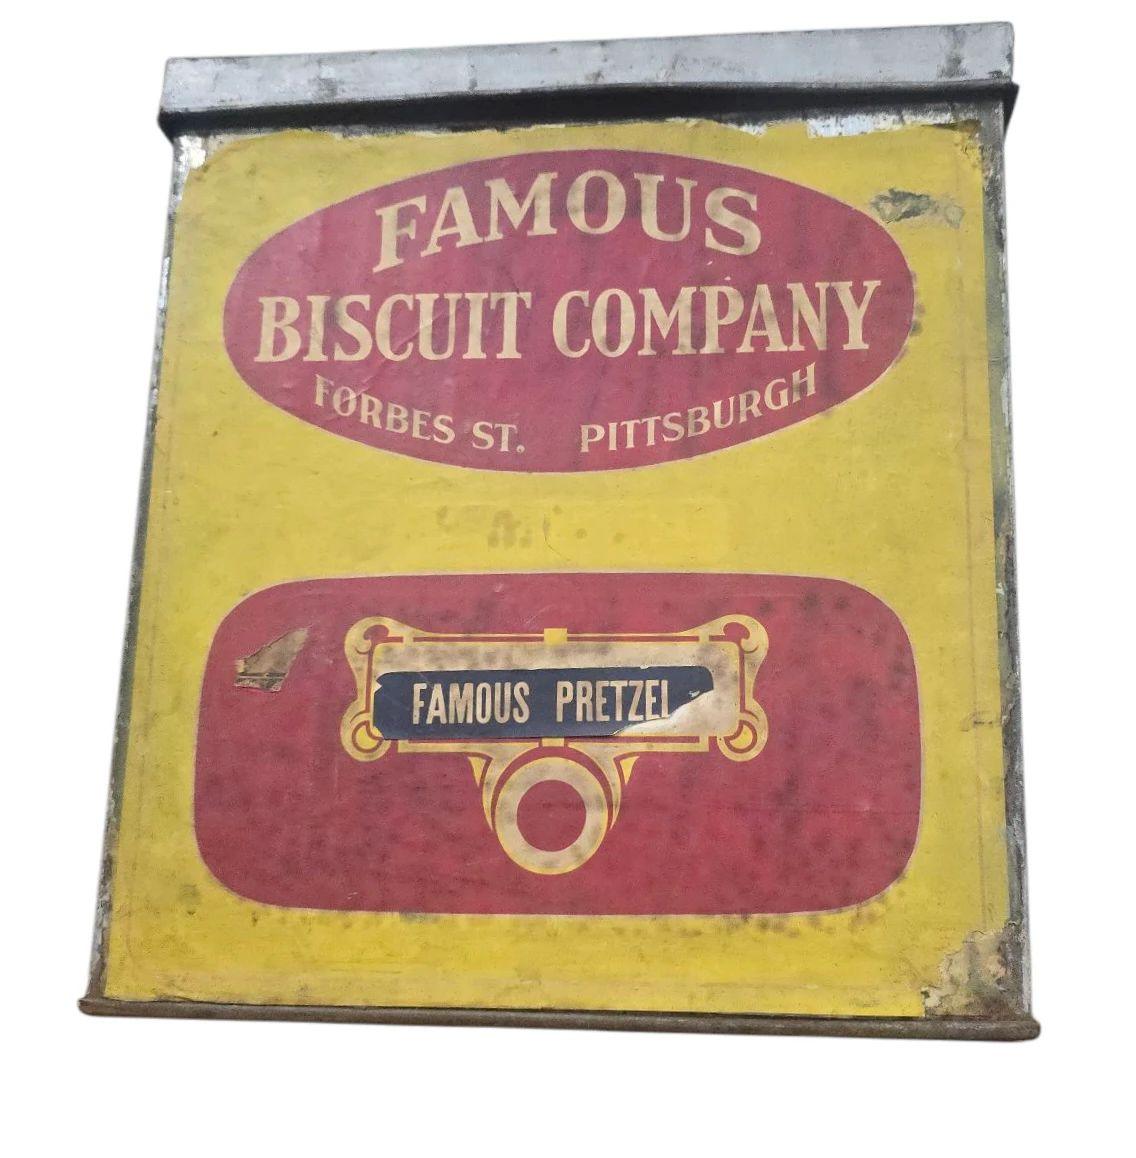 FAMOUS
BISCUIT COMPANY
FORBES ST. PITTSBURGH
FAMOUS PRETZEL